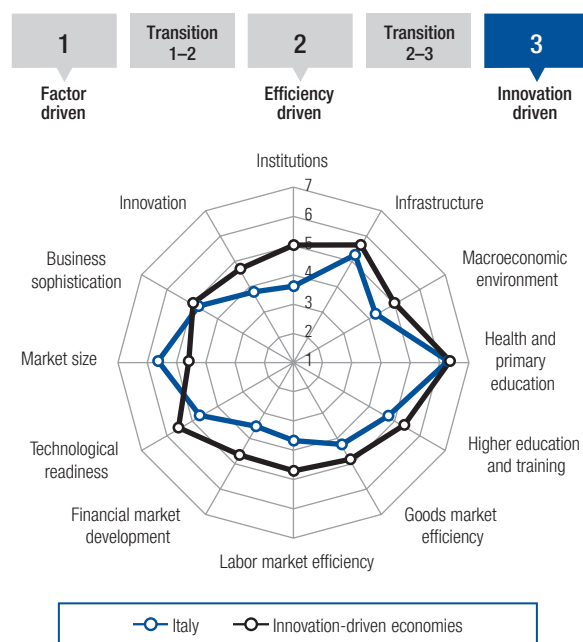 1
Transition
1–2
2
Transition
2–3
3
Factor
driven
Efficiency
driven
Innovation
driven
Institutions
7
Innovation
6
Infrastructure
5
Business
sophistication
4
Macroeconomic
environment
3
2
Market size
1
Health and
primary
education
Technological
readiness
Higher education
and training
Financial market
development
Goods market
efficiency
Labor market efficiency
Italy
Innovation-driven economies